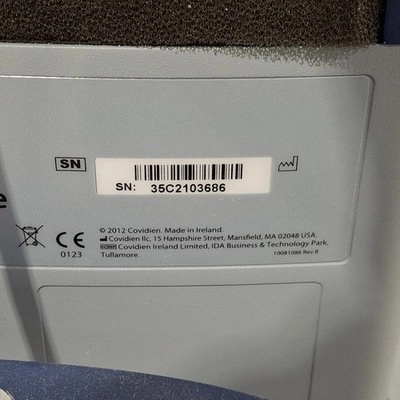 SN
SN: 35C2103686
e
© 2012 Covidien. Made in Ireland.
Covidien llc, 15 Hampshire Street, Mansfield, MA 02048 USA.
Covidien Ireland Limited, IDA Business & Technology Park,
Tullamore.
CE
0123